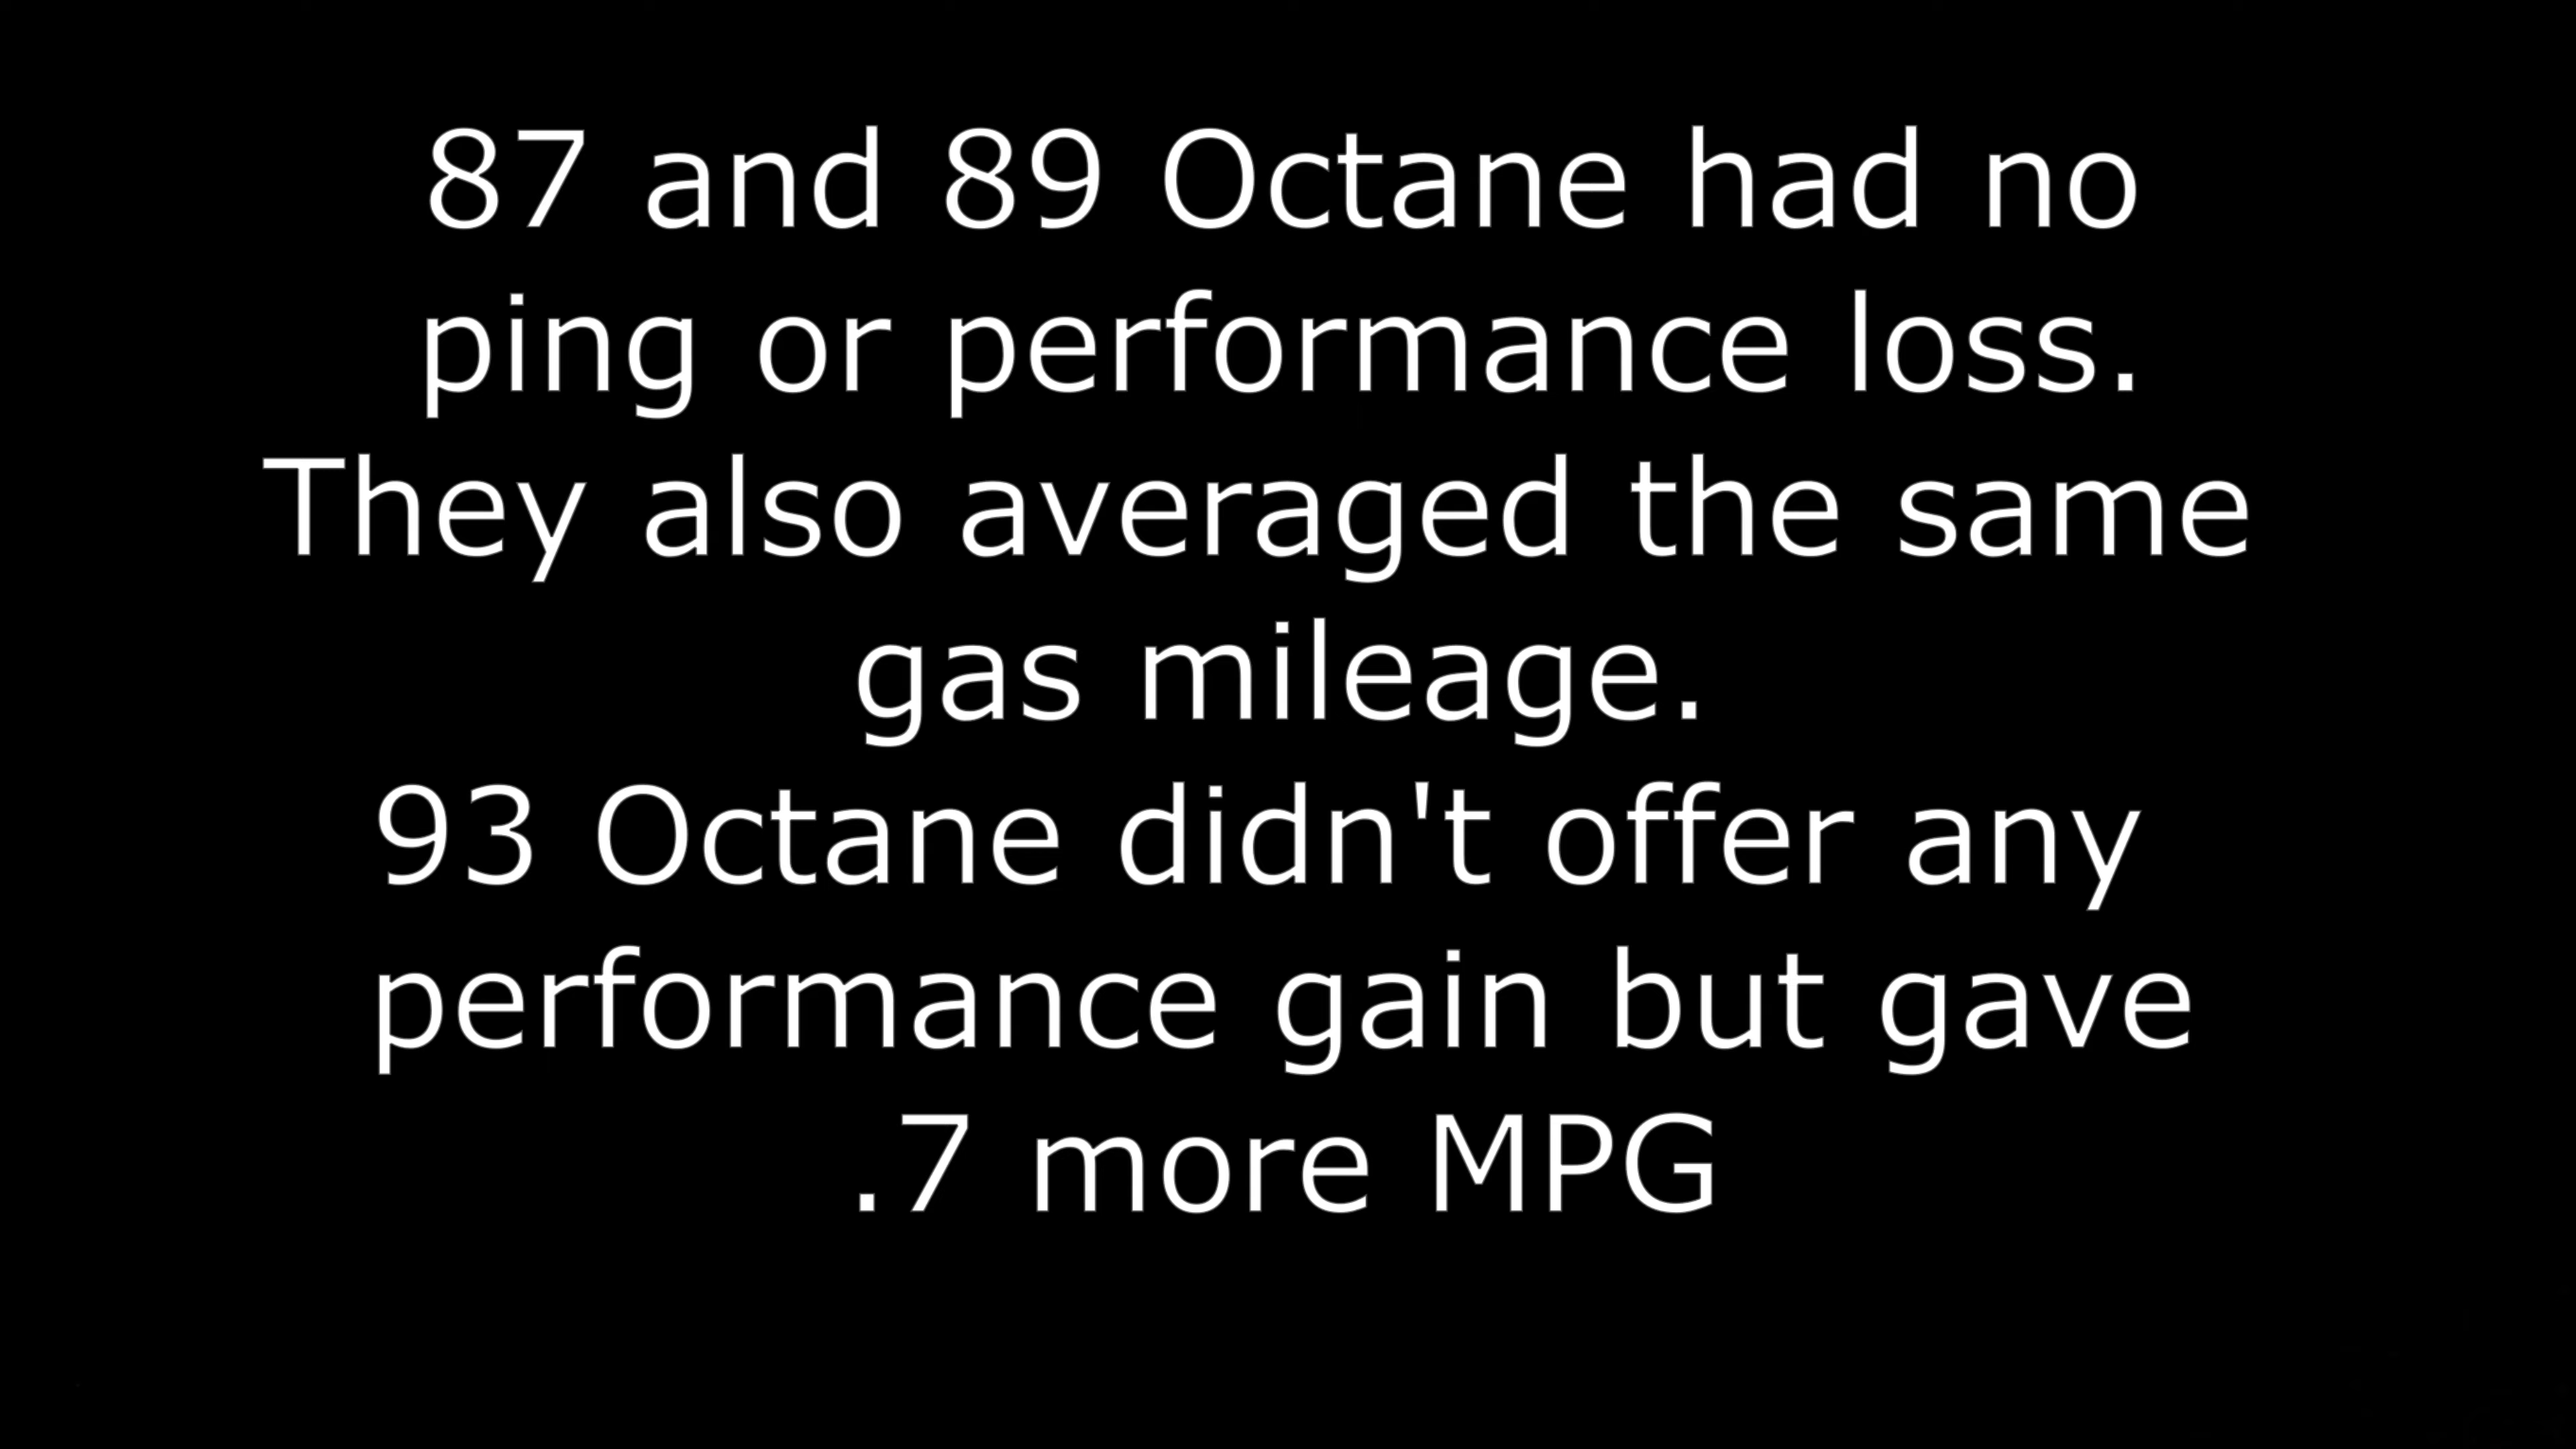 87 and 89 Octane had no
ping or performance loss.
They also averaged the same
gas mileage.
93 Octane didn't offer any
performance gain but gave
.7 more MPG